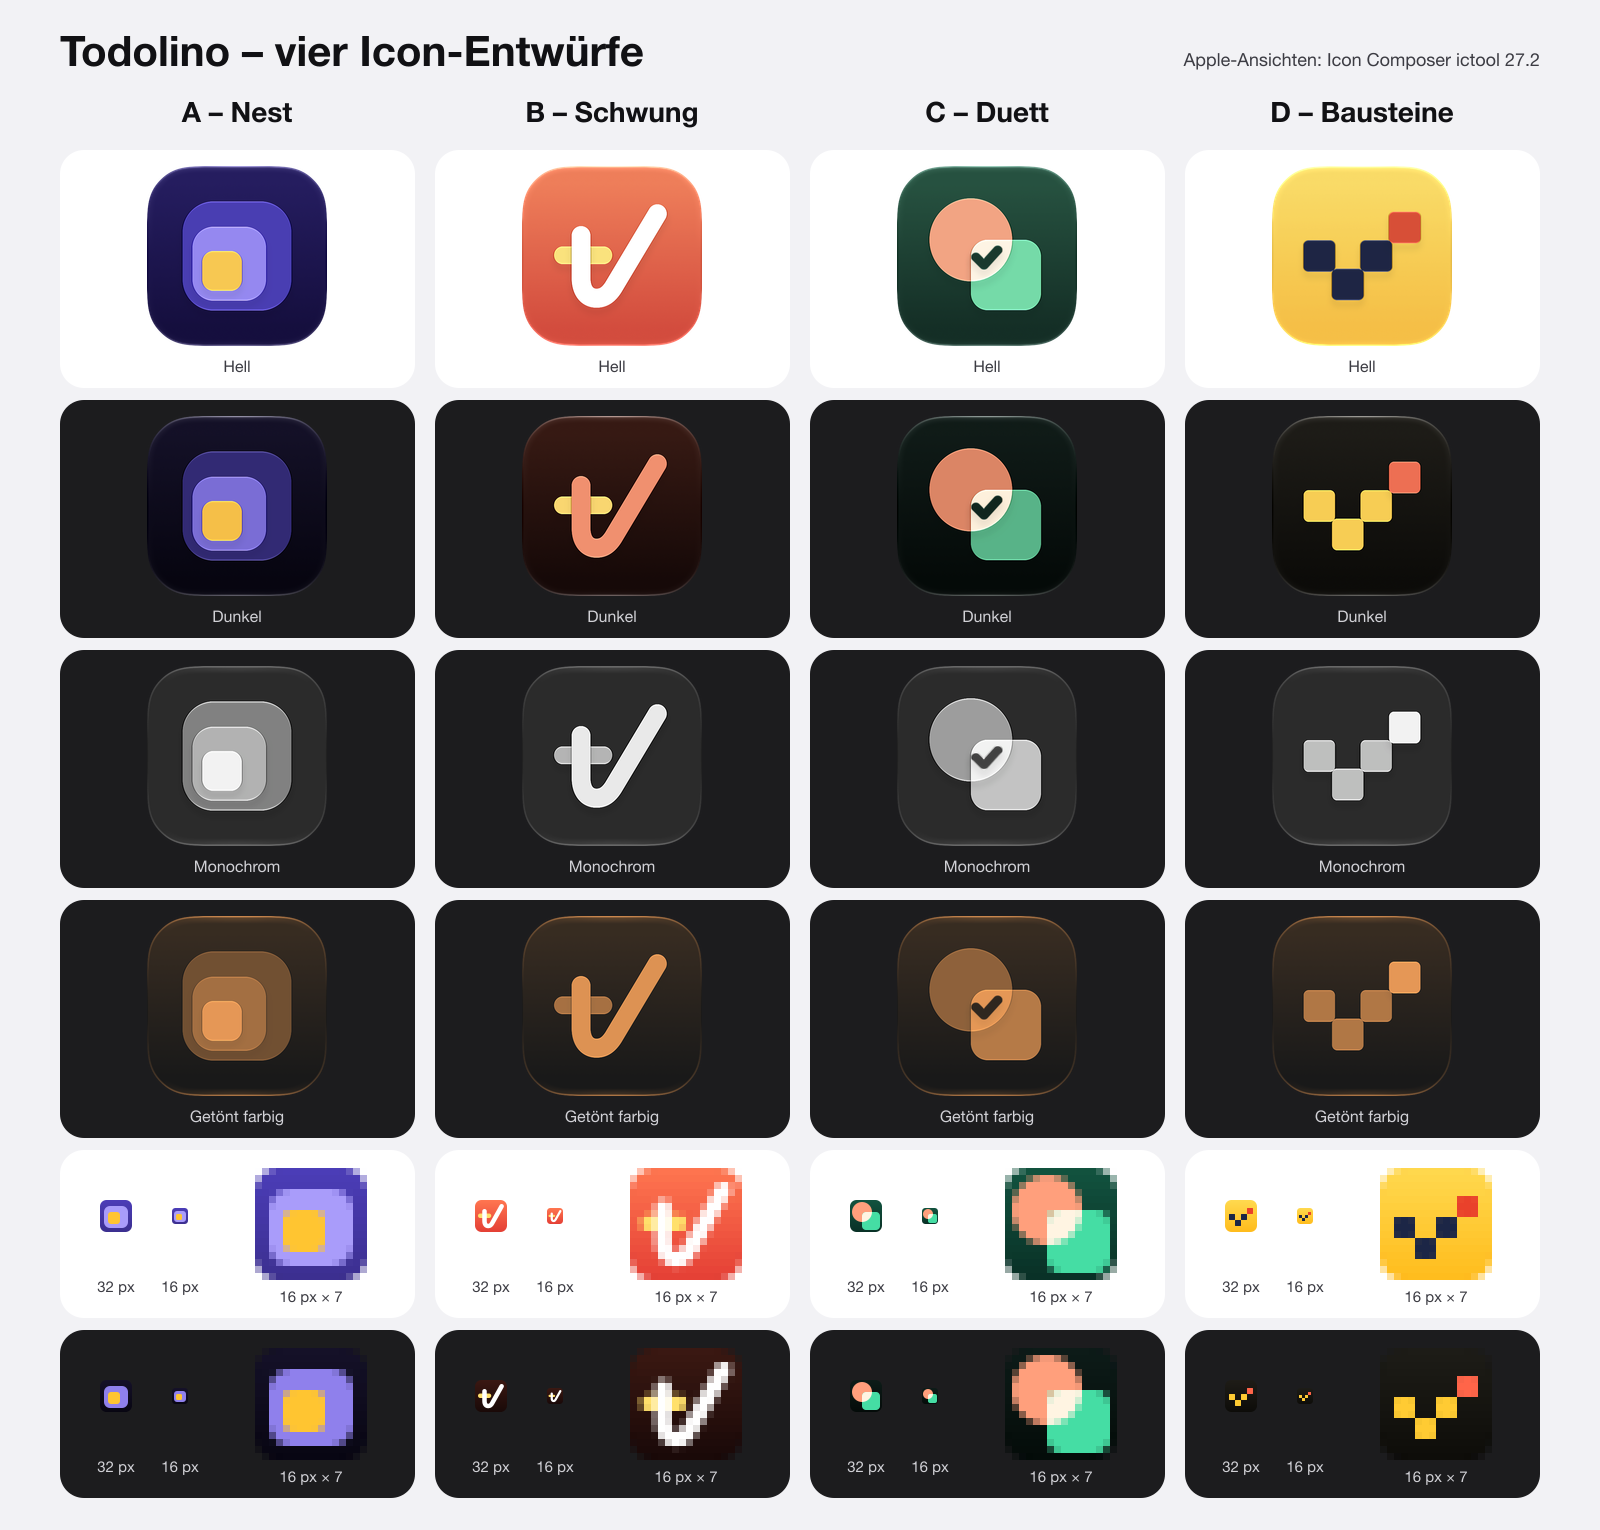 Todolino – vier Icon-Entwürfe
Apple-Ansichten: Icon Composer ictool 27.2
A – Nest
B – Schwung
C – Duett
D – Bausteine
Hell
Hell
Hell
Hell
Dunkel
Dunkel
Dunkel
Dunkel
Monochrom
Monochrom
Monochrom
Monochrom
Getönt farbig
Getönt farbig
Getönt farbig
Getönt farbig
32 px 16 px 16 px × 7
32 px 16 px 16 px × 7
32 px 16 px 16 px × 7
32 px 16 px 16 px × 7
32 px 16 px 16 px × 7
32 px 16 px 16 px × 7
32 px 16 px 16 px × 7
32 px 16 px 16 px × 7